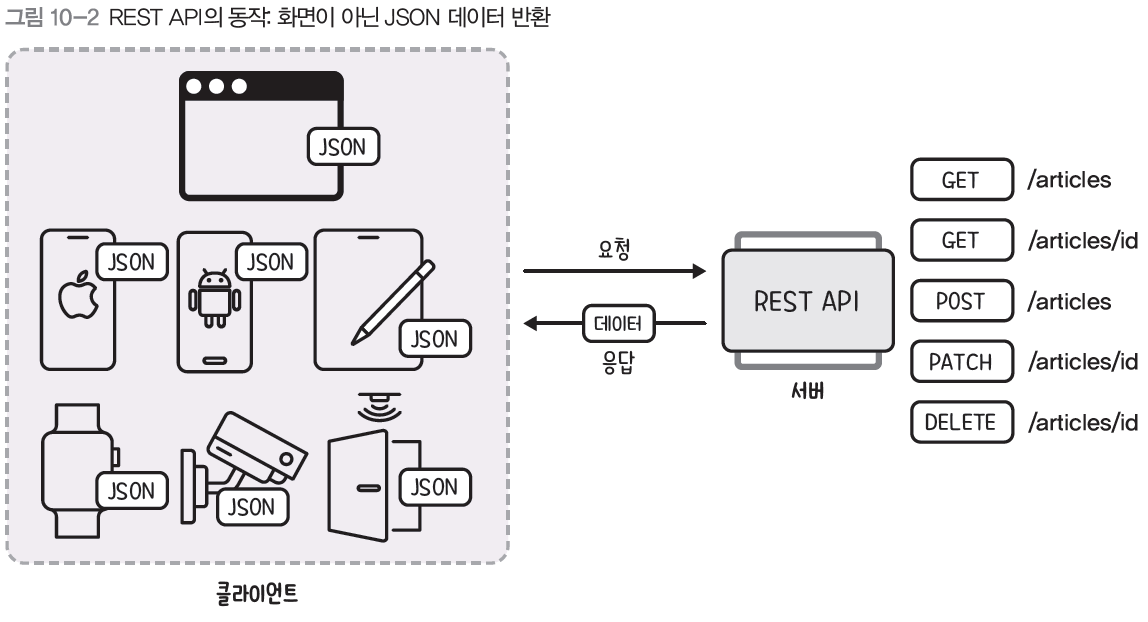 그림 10-2 REST API의 동작: 화면이 아닌 JSON 데이터 반환
JSON
JSON
JSON
JSON
JSON
JSON
JSON
클라이언트
요청
데이터
응답
REST API
서버
GET /articles
GET /articles/id
POST /articles
PATCH /articles/id
DELETE /articles/id